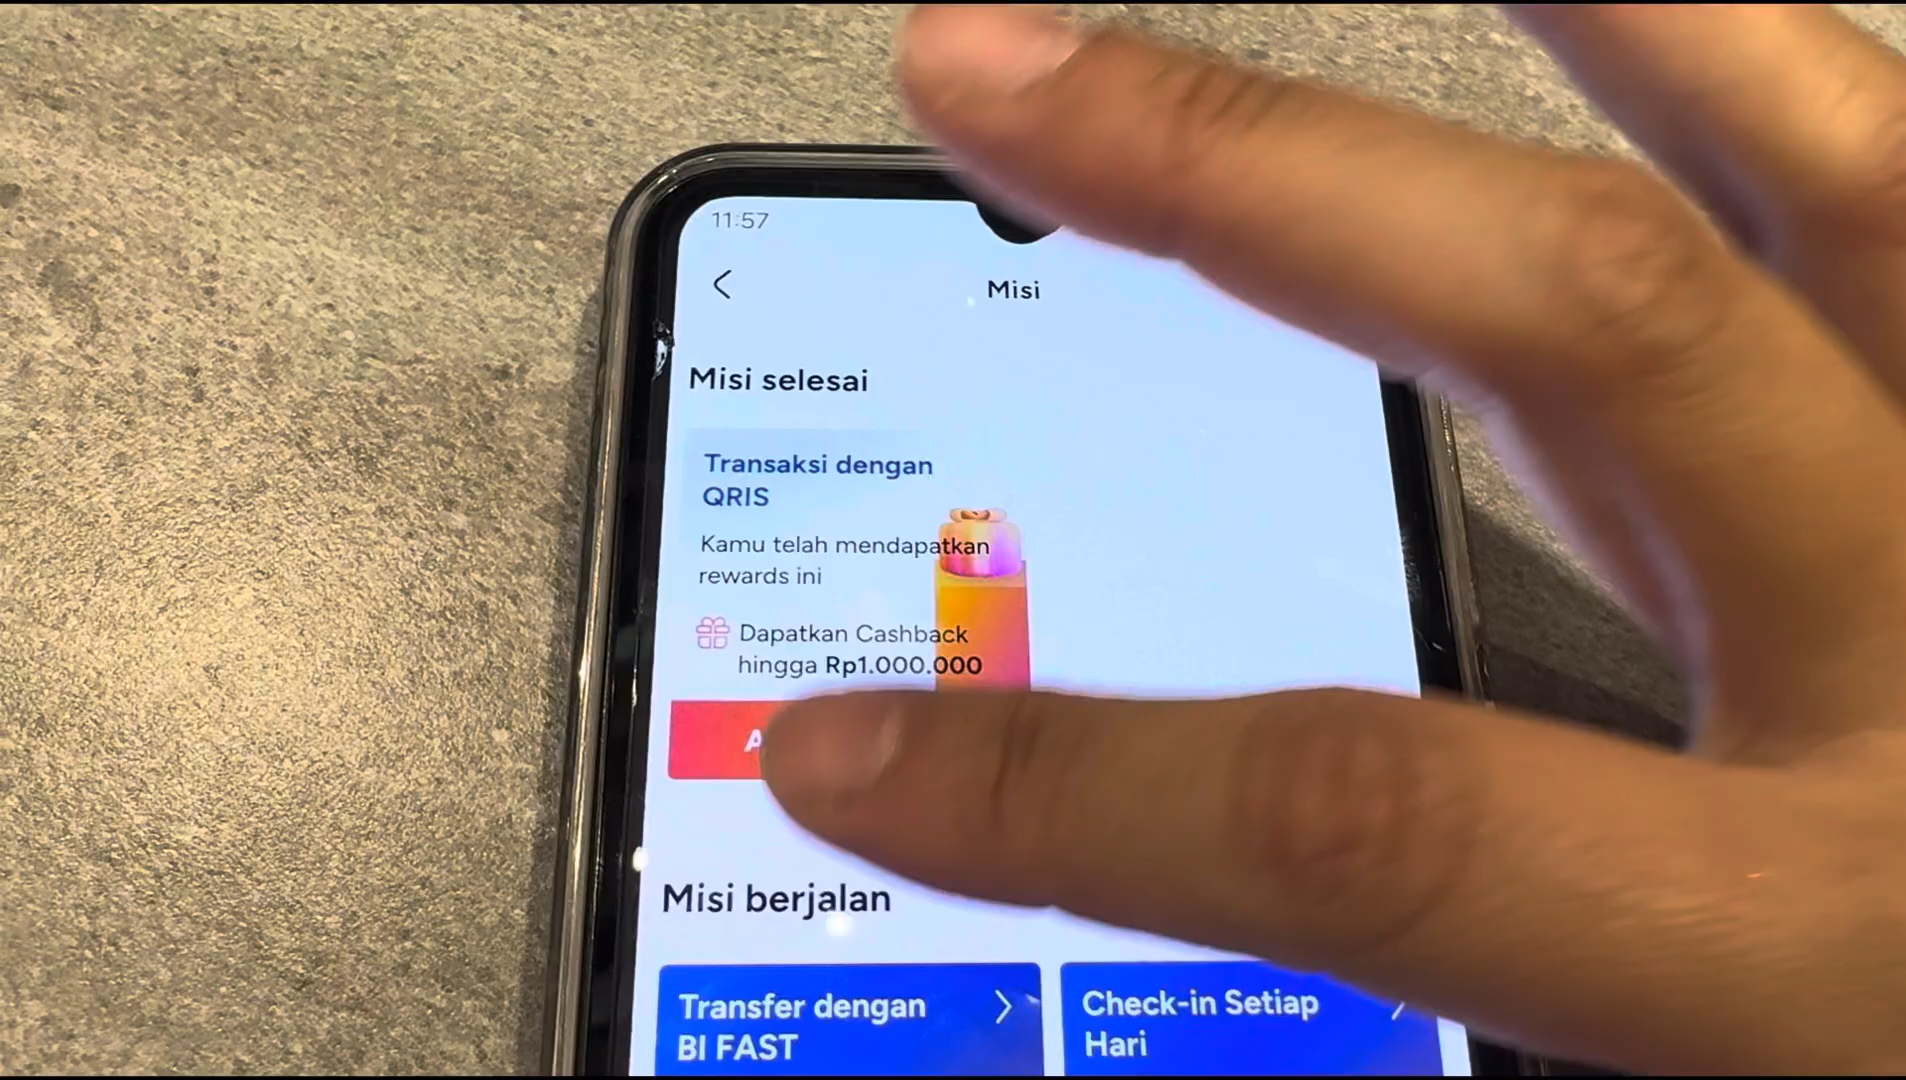 11:57
Misi
Misi selesai
Transaksi dengan
QRIS
Kamu telah mendapatkan
rewards ini
Dapatkan Cashback
hingga Rp1.000.000
Misi berjalan
Transfer dengan
BI FAST
Check-in Setiap
Hari